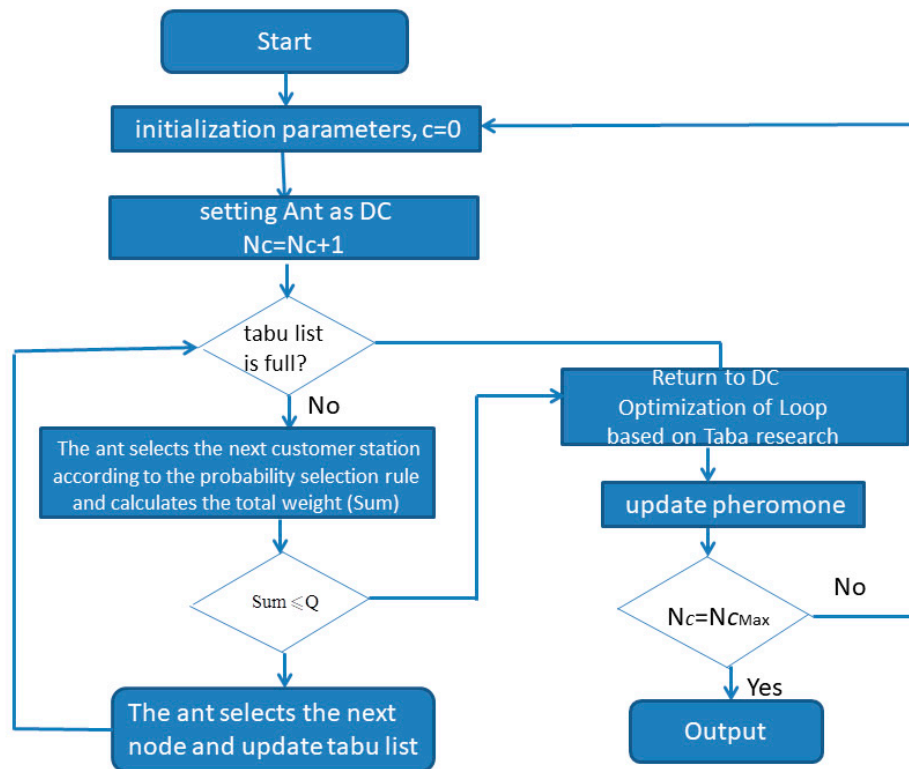 Start
initialization parameters, c=0
setting Ant as DC
Nc=Nc+1
tabu list
is full?
No
The ant selects the next customer station
according to the probability selection rule
and calculates the total weight (Sum)
Sum ⩽Q
The ant selects the next
node and update tabu list
Return to DC
Optimization of Loop
based on Taba research
update pheromone
Nc=NcMax
No
Yes
Output